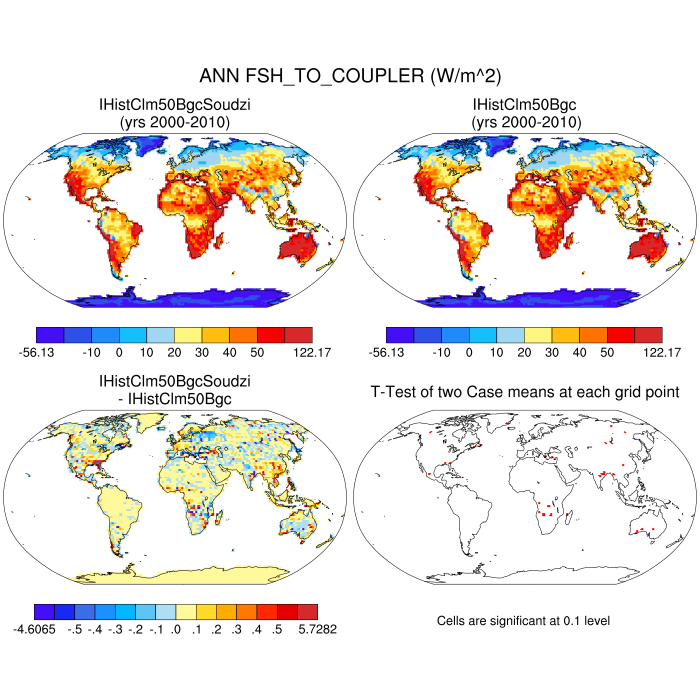 ANN FSH_TO_COUPLER (W/m^2)
IHistClm50BgcSoudzi
(yrs 2000-2010)
IHistClm50Bgc
(yrs 2000-2010)
-56.13 -10 0 10 20 30 40 50 122.17
-56.13 -10 0 10 20 30 40 50 122.17
IHistClm50BgcSoudzi
- IHistClm50Bgc
T-Test of two Case means at each grid point
-4.6065 -.5 -.4 -.3 -.2 -.1 .0 .1 .2 .3 .4 .5 5.7282
Cells are significant at 0.1 level